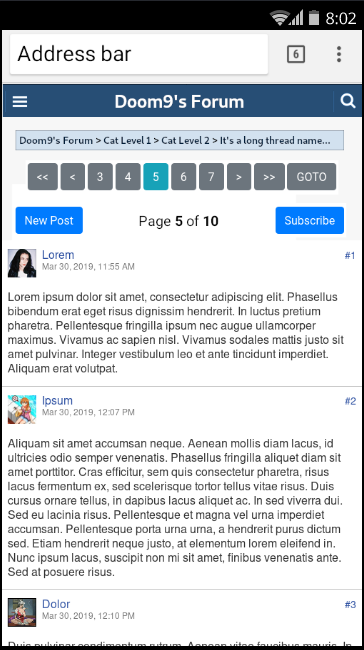 8:02
Address bar
6
Doom9's Forum
Doom9's Forum > Cat Level 1 > Cat Level 2 > It's a long thread name...
<< < 3 4 5 6 7 > >> GOTO
New Post Page 5 of 10 Subscribe
Lorem #1
Mar 30, 2019, 11:55 AM
Lorem ipsum dolor sit amet, consectetur adipiscing elit. Phasellus
bibendum erat eget risus dignissim hendrerit. In luctus pretium
pharetra. Pellentesque fringilla ipsum nec augue ullamcorper
maximus. Vivamus ac sapien nisl. Vivamus sodales mattis justo sit
amet pulvinar. Integer vestibulum leo et ante tincidunt imperdiet.
Aliquam erat volutpat.
Ipsum #2
Mar 30, 2019, 12:07 PM
Aliquam sit amet accumsan neque. Aenean mollis diam lacus, id
ultricies odio semper venenatis. Phasellus fringilla aliquet diam sit
amet porttitor. Cras efficitur, sem quis consectetur pharetra, risus
lacus fermentum ex, sed scelerisque tortor tellus vitae risus. Duis
cursus ornare tellus, in dapibus lacus aliquet ac. In sed viverra dui.
Sed eu lacinia risus. Pellentesque et magna vel urna imperdiet
accumsan. Pellentesque porta urna urna, a hendrerit purus dictum
sed. Etiam hendrerit neque justo, at elementum lorem eleifend in.
Nunc ipsum lacus, suscipit non mi sit amet, finibus venenatis ante.
Sed at posuere risus.
Dolor #3
Mar 30, 2019, 12:10 PM